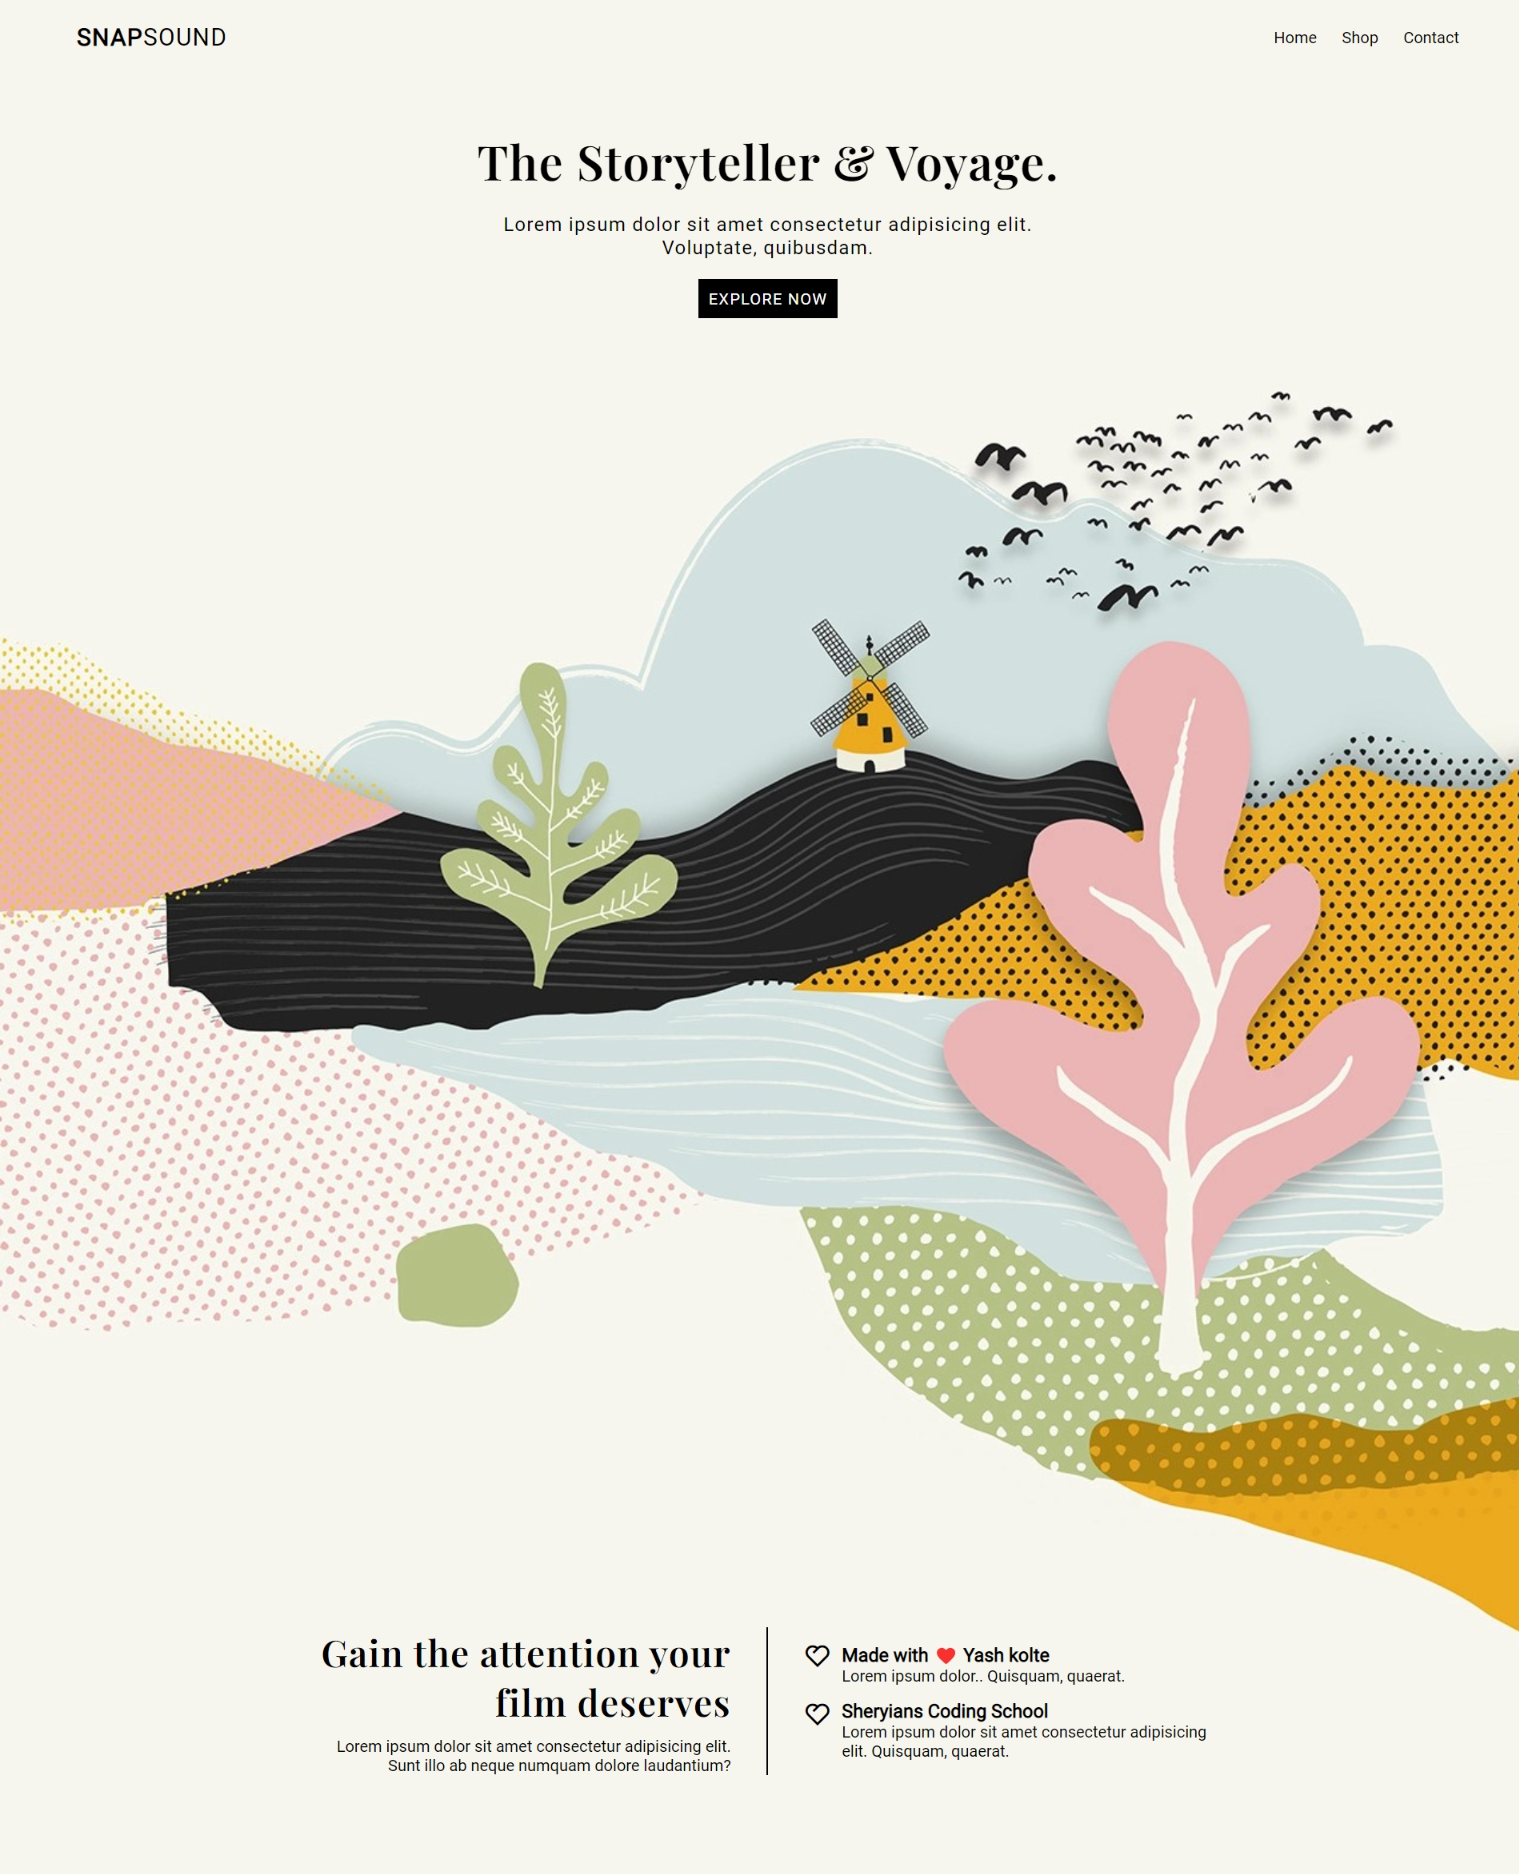 SNAPSOUND
Home Shop Contact
The Storyteller & Voyage.
Lorem ipsum dolor sit amet consectetur adipisicing elit.
Voluptate, quibusdam.
EXPLORE NOW
Gain the attention your
film deserves
Lorem ipsum dolor sit amet consectetur adipisicing elit.
Sunt illo ab neque numquam dolore laudantium?
Made with ❤️ Yash kolte
Lorem ipsum dolor.. Quisquam, quaerat.
Sheryians Coding School
Lorem ipsum dolor sit amet consectetur adipisicing
elit. Quisquam, quaerat.